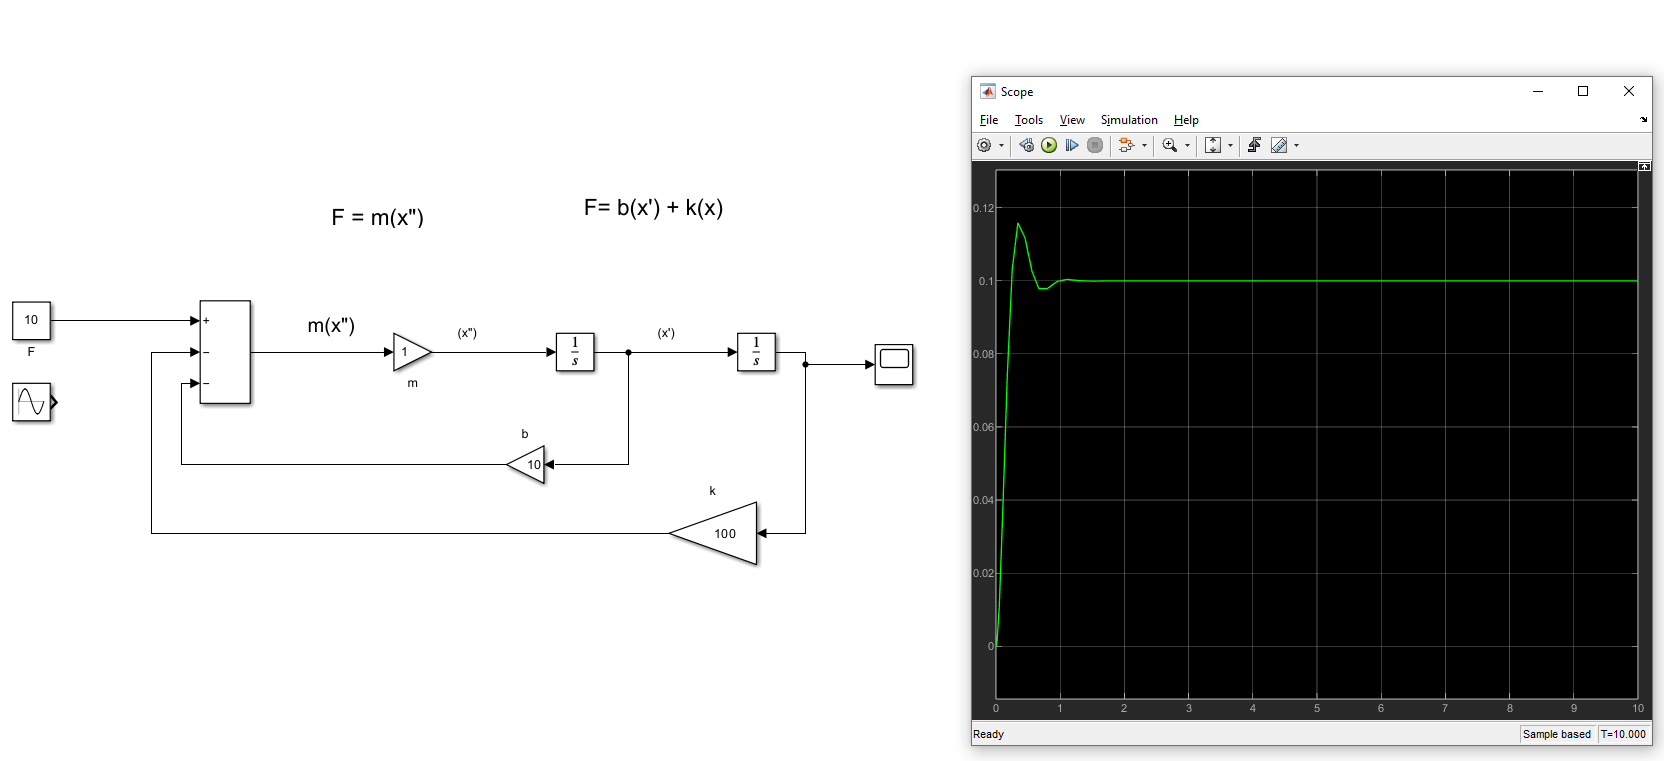 F = m(x")
F= b(x') + k(x)
10
F
+
−
−
m(x")
1
m
(x")
1
s
(x')
1
s
b
10
k
100
Scope
File Tools View Simulation Help
0.12
0.1
0.08
0.06
0.04
0.02
0
0 1 2 3 4 5 6 7 8 9 10
Ready
Sample based T=10.000